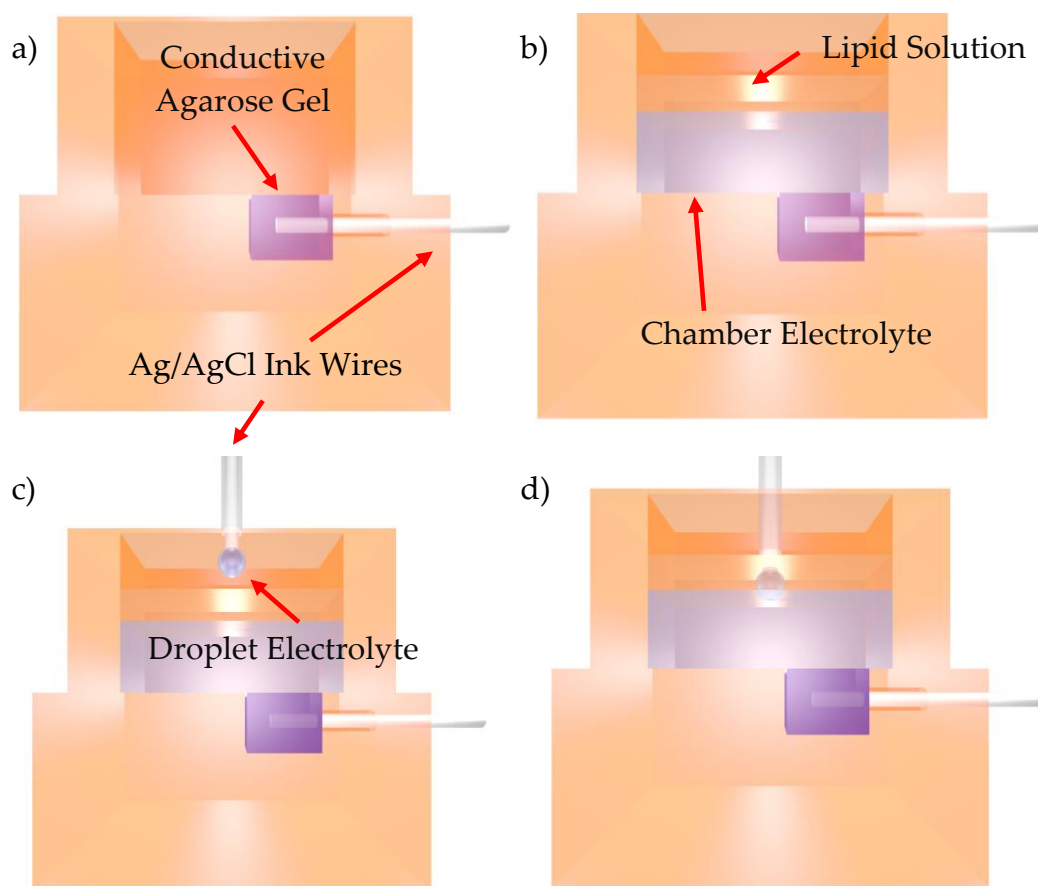 a)
Conductive
Agarose Gel
b)
Lipid Solution
Chamber Electrolyte
Ag/AgCl Ink Wires
c)
Droplet Electrolyte
d)